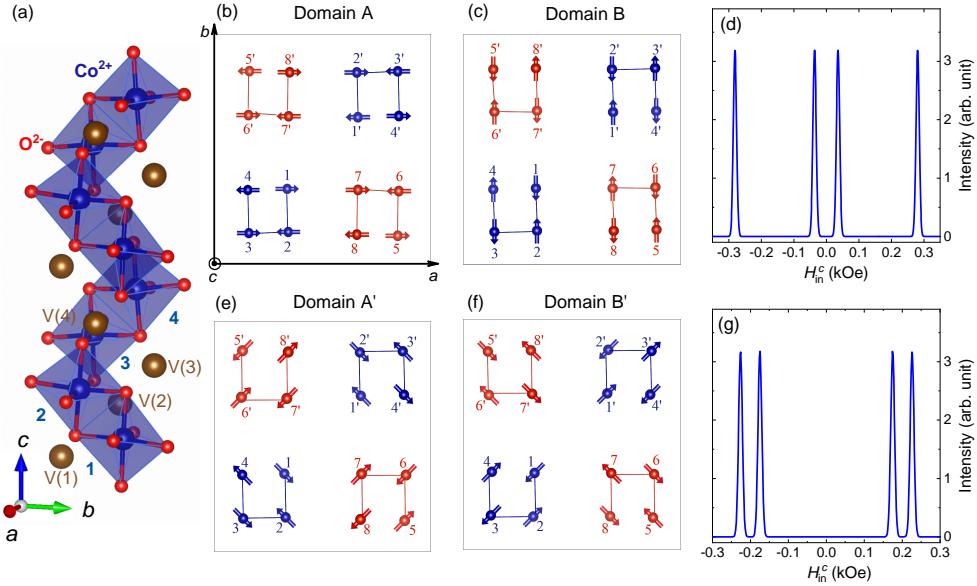 (a)
Co2+
O2-
V(4)
4
3
V(3)
2
V(2)
V(1)
1
c
b
a
(b) Domain A
b
5' 8' 2' 3'
6' 7' 1' 4'
4 1 7 6
3 2 8 5
c a
(c) Domain B
5' 8' 2' 3'
6' 7' 1' 4'
4 1 7 6
3 2 8 5
(d)
Intensity (arb. unit)
3
2
1
0
-0.3 -0.2 -0.1 0.0 0.1 0.2 0.3
H_in^c (kOe)
(e) Domain A'
5' 8' 2' 3'
6' 7' 1' 4'
4 1 7 6
3 2 8 5
(f) Domain B'
5' 8' 2' 3'
6' 7' 1' 4'
4 1 7 6
3 2 8 5
(g)
Intensity (arb. unit)
3
2
1
0
-0.3 -0.2 -0.1 0.0 0.1 0.2 0.3
H_in^c (kOe)